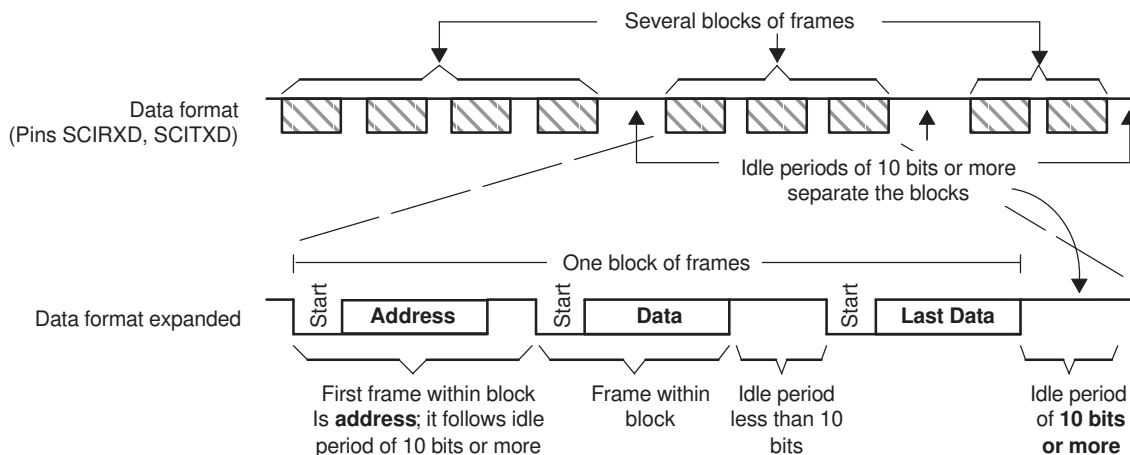 Several blocks of frames
Data format
(Pins SCIRXD, SCITXD)
Idle periods of 10 bits or more
separate the blocks
One block of frames
Data format expanded
Start
Address
Start
Data
Start
Last Data
First frame within block
Is address; it follows idle
period of 10 bits or more
Frame within
block
Idle period
less than 10
bits
Idle period
of 10 bits
or more